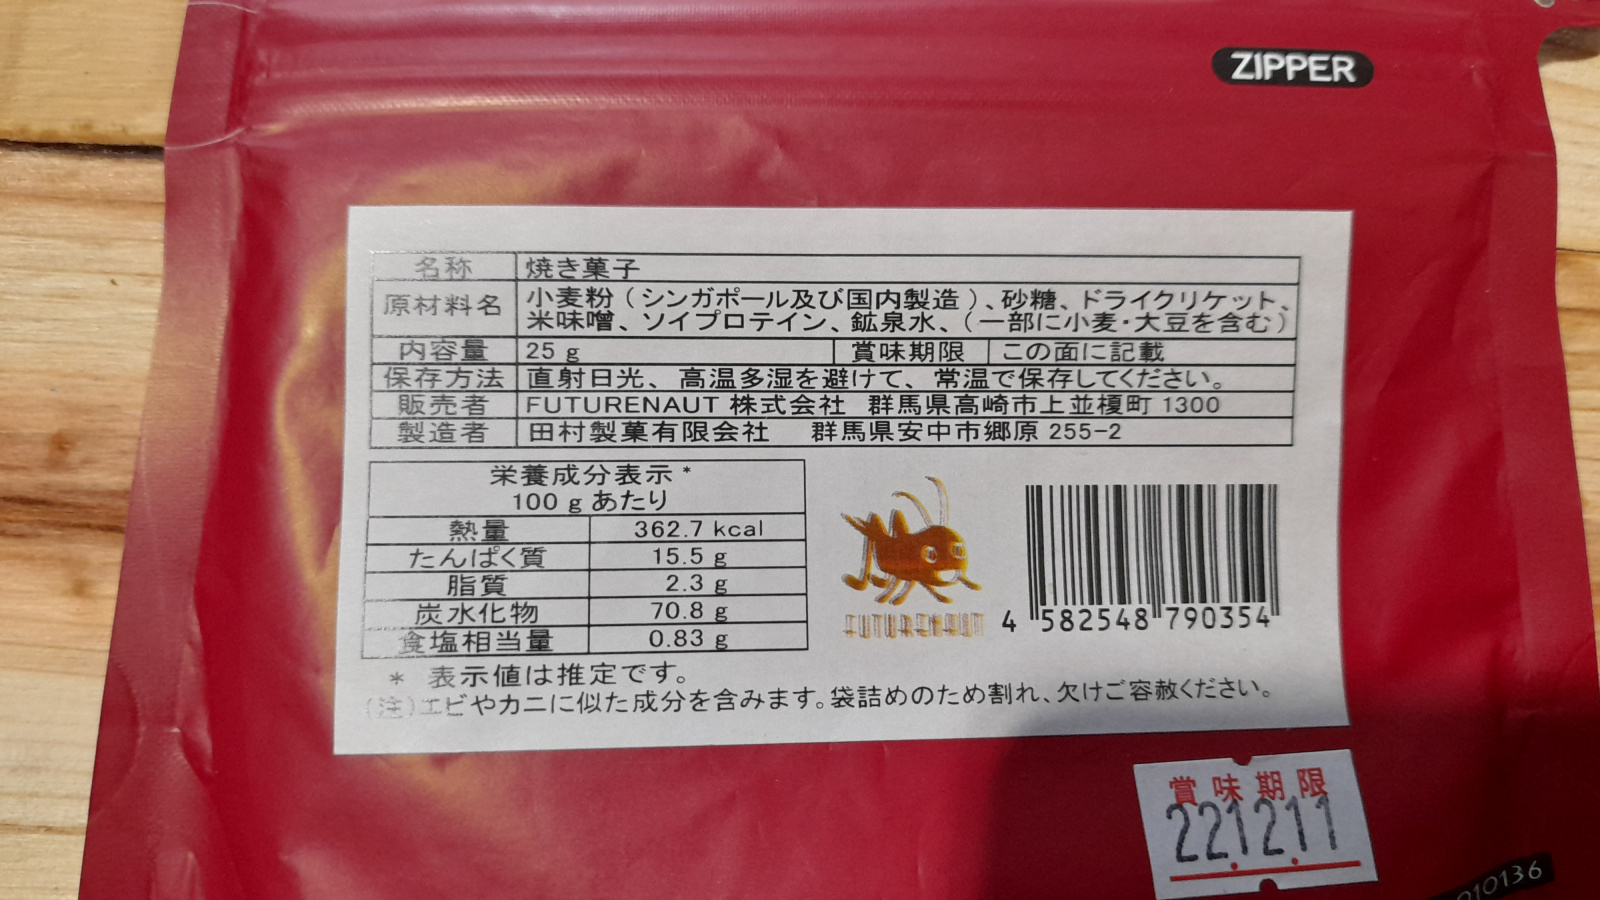 ZIPPER
名称 焼き菓子
原材料名 小麦粉（シンガポール及び国内製造）、砂糖、ドライクリケット、
米味噌、ソイプロテイン、鉱泉水、（一部に小麦・大豆を含む）
内容量 25 g 賞味期限 この面に記載
保存方法 直射日光、高温多湿を避けて、常温で保存してください。
販売者 FUTURENAUT 株式会社 群馬県高崎市上並榎町 1300
製造者 田村製菓有限会社 群馬県安中市郷原 255-2
栄養成分表示 *
100 g あたり
熱量 362.7 kcal
たんぱく質 15.5 g
脂質 2.3 g
炭水化物 70.8 g
食塩相当量 0.83 g
FUTURENAUT
4 582548 790354
* 表示値は推定です。
(注)エビやカニに似た成分を含みます。袋詰めのため割れ、欠けご容赦ください。
賞味期限
221211
010136